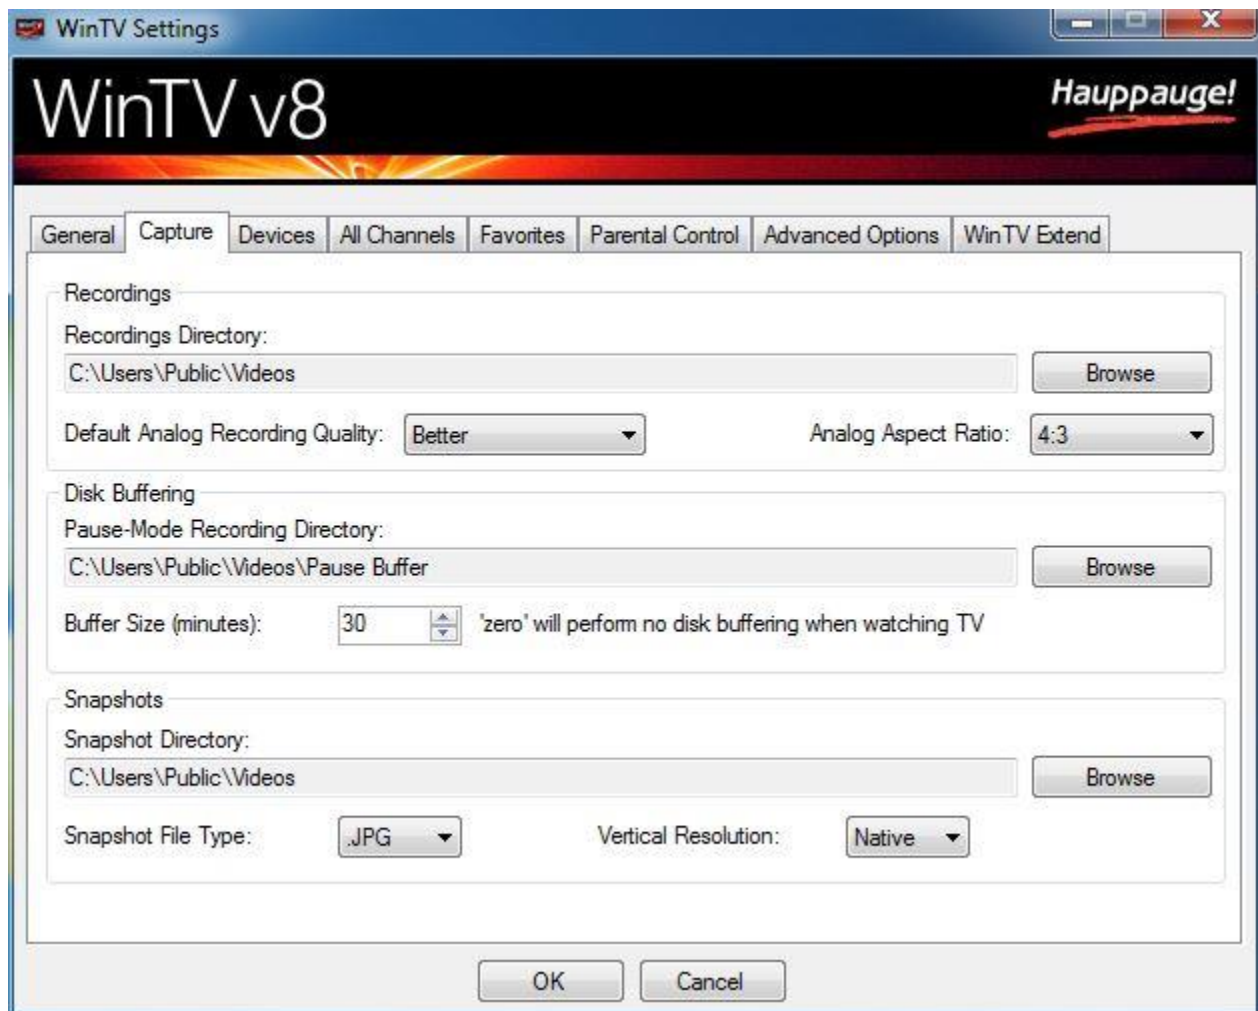 WinTV Settings
WinTV v8
Hauppauge!
General Capture Devices All Channels Favorites Parental Control Advanced Options WinTV Extend
Recordings
Recordings Directory:
C:\Users\Public\Videos Browse
Default Analog Recording Quality: Better Analog Aspect Ratio: 4:3
Disk Buffering
Pause-Mode Recording Directory:
C:\Users\Public\Videos\Pause Buffer Browse
Buffer Size (minutes): 30 'zero' will perform no disk buffering when watching TV
Snapshots
Snapshot Directory:
C:\Users\Public\Videos Browse
Snapshot File Type: .JPG Vertical Resolution: Native
OK Cancel